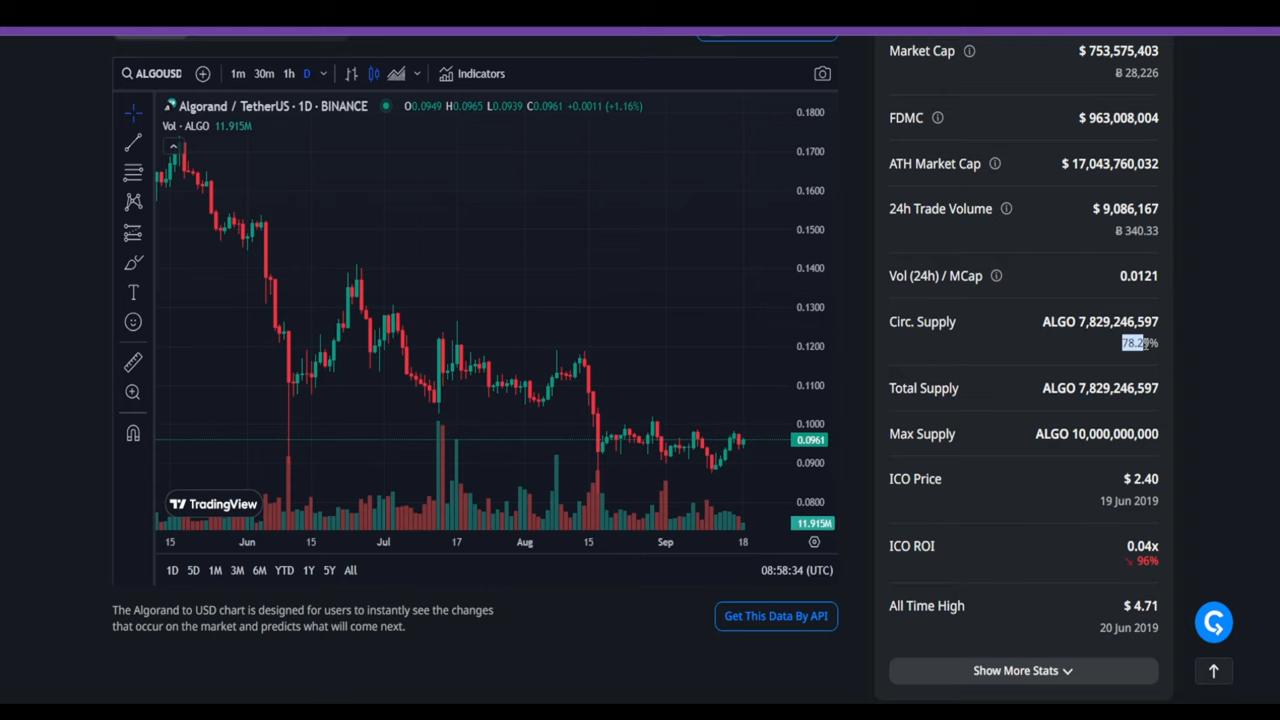 ALGOUSD
1m 30m 1h D
Indicators
Algorand / TetherUS · 1D · BINANCE
O0.0949 H0.0965 L0.0939 C0.0961 +0.0011 (+1.16%)
Vol · ALGO 11.915M
0.1800
0.1700
0.1600
0.1500
0.1400
0.1300
0.1200
0.1100
0.1000
0.0961
0.0900
0.0800
11.915M
TradingView
15 Jun 15 Jul 17 Aug 15 Sep 18
1D 5D 1M 3M 6M YTD 1Y 5Y All
08:58:34 (UTC)
The Algorand to USD chart is designed for users to instantly see the changes
that occur on the market and predicts what will come next.
Get This Data By API
Market Cap $ 753,575,403
Ƀ 28,226
FDMC $ 963,008,004
ATH Market Cap $ 17,043,760,032
24h Trade Volume $ 9,086,167
Ƀ 340.33
Vol (24h) / MCap 0.0121
Circ. Supply ALGO 7,829,246,597
78.29%
Total Supply ALGO 7,829,246,597
Max Supply ALGO 10,000,000,000
ICO Price $ 2.40
19 Jun 2019
ICO ROI 0.04x
↘ 96%
All Time High $ 4.71
20 Jun 2019
Show More Stats